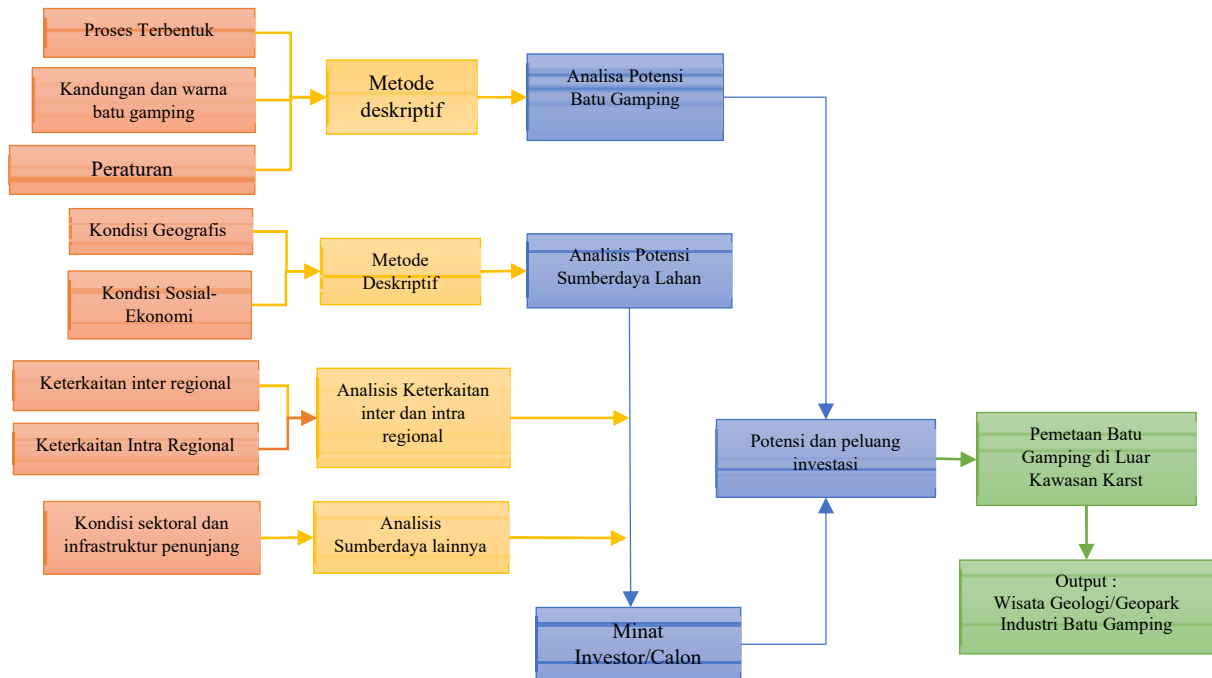 Proses Terbentuk
Kandungan dan warna
batu gamping
Peraturan
Metode
deskriptif
Analisa Potensi
Batu Gamping
Kondisi Geografis
Kondisi Sosial-
Ekonomi
Metode
Deskriptif
Analisis Potensi
Sumberdaya Lahan
Keterkaitan inter regional
Keterkaitan Intra Regional
Analisis Keterkaitan
inter dan intra
regional
Kondisi sektoral dan
infrastruktur penunjang
Analisis
Sumberdaya lainnya
Minat
Investor/Calon
Potensi dan peluang
investasi
Pemetaan Batu
Gamping di Luar
Kawasan Karst
Output :
Wisata Geologi/Geopark
Industri Batu Gamping